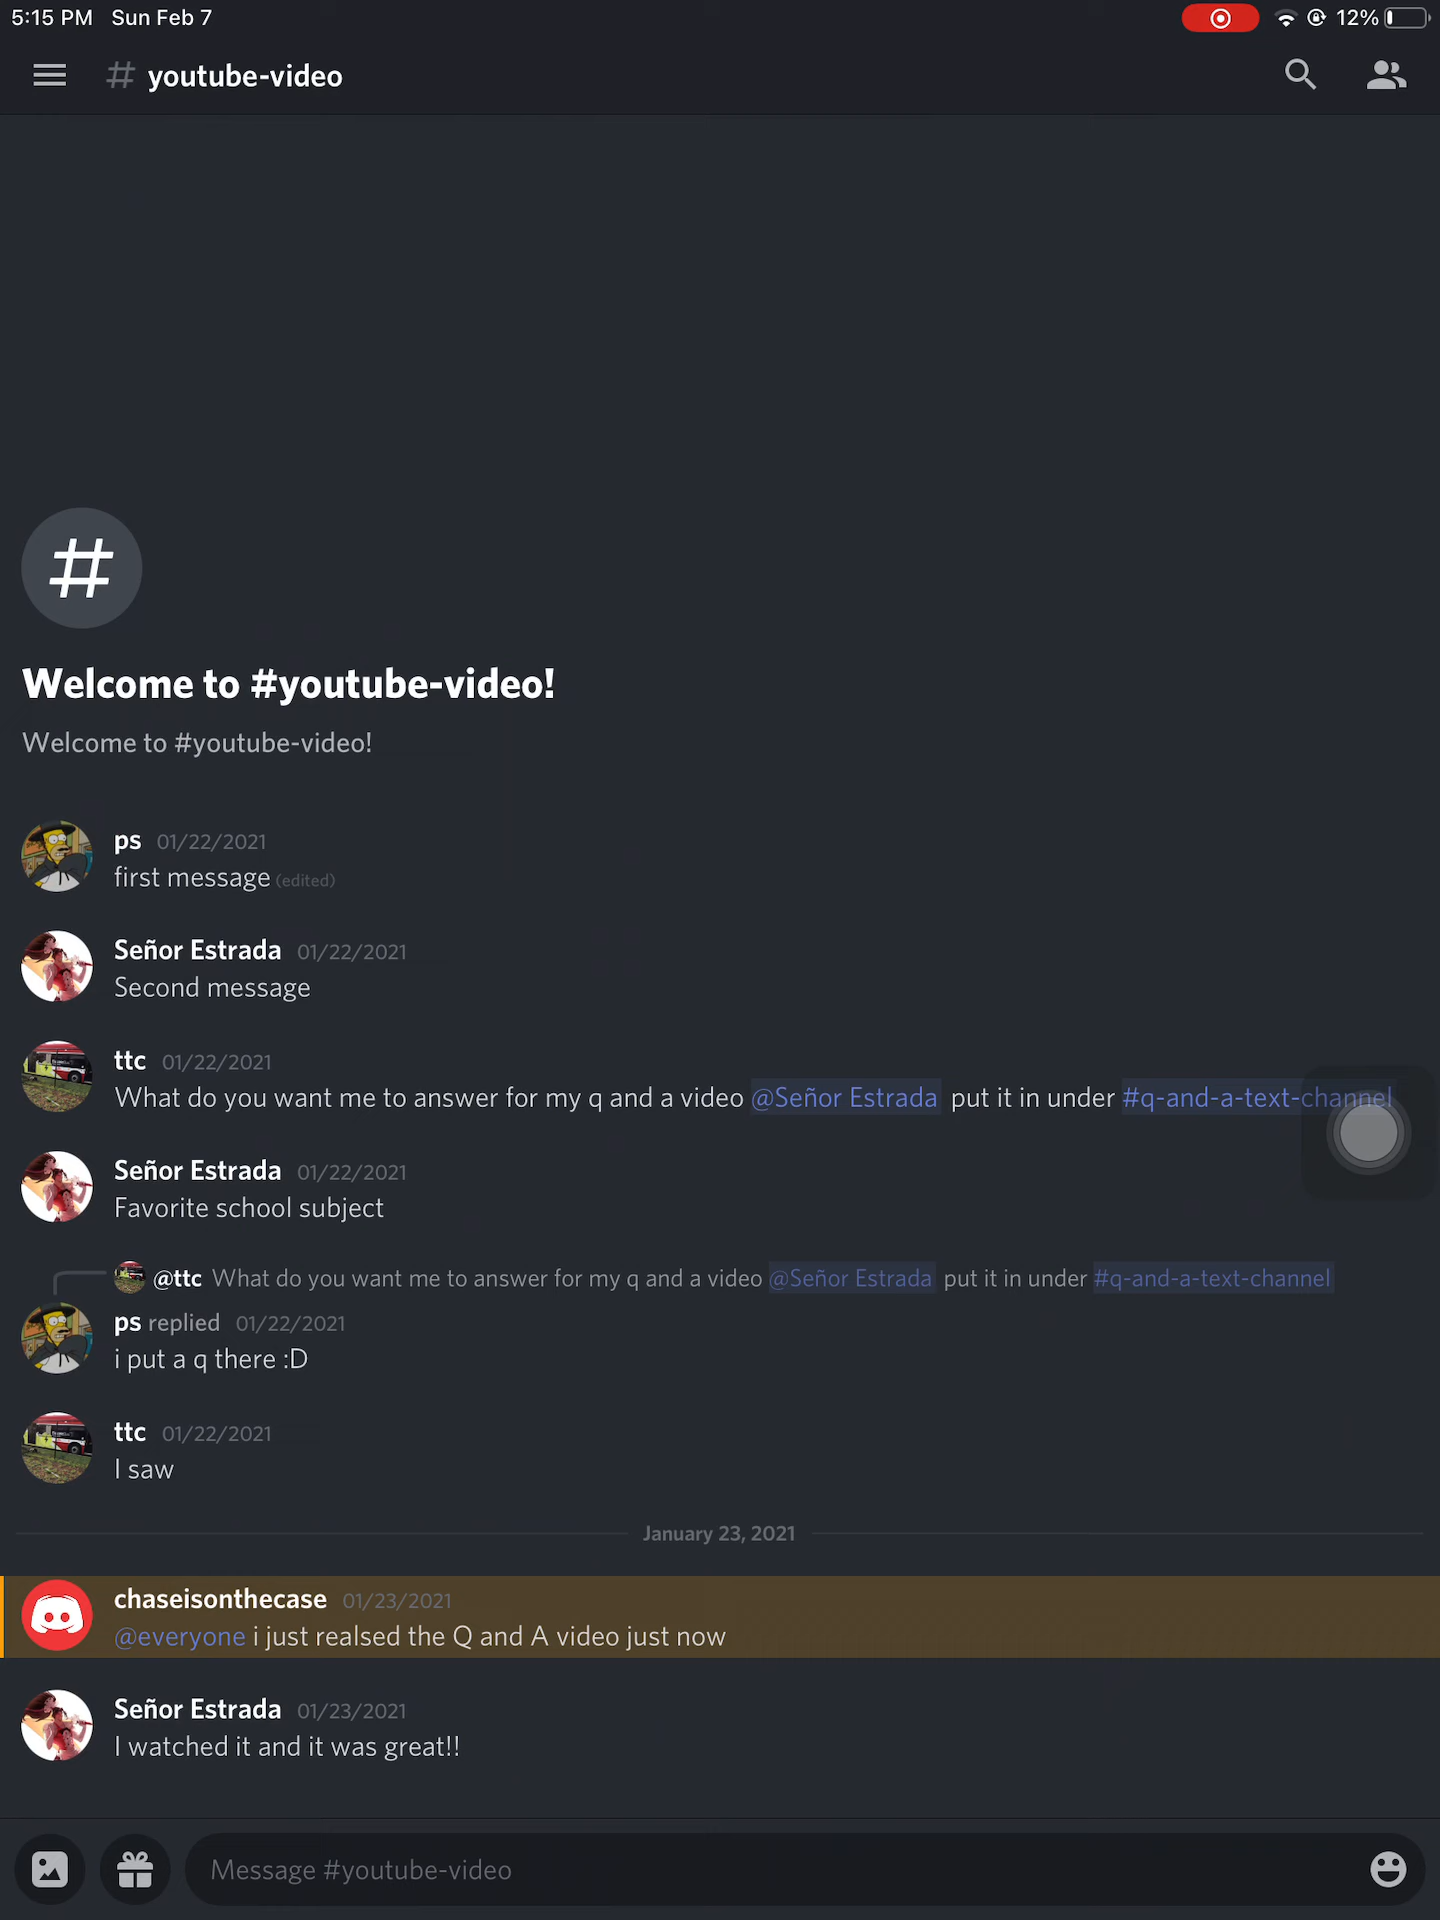 5:15 PM Sun Feb 7 12%
# youtube-video
#
Welcome to #youtube-video!
Welcome to #youtube-video!
ps 01/22/2021
first message (edited)
Señor Estrada 01/22/2021
Second message
ttc 01/22/2021
What do you want me to answer for my q and a video @Señor Estrada put it in under #q-and-a-text-channel
Señor Estrada 01/22/2021
Favorite school subject
@ttc What do you want me to answer for my q and a video @Señor Estrada put it in under #q-and-a-text-channel
ps replied 01/22/2021
i put a q there :D
ttc 01/22/2021
I saw
January 23, 2021
chaseisonthecase 01/23/2021
@everyone i just realsed the Q and A video just now
Señor Estrada 01/23/2021
I watched it and it was great!!
Message #youtube-video